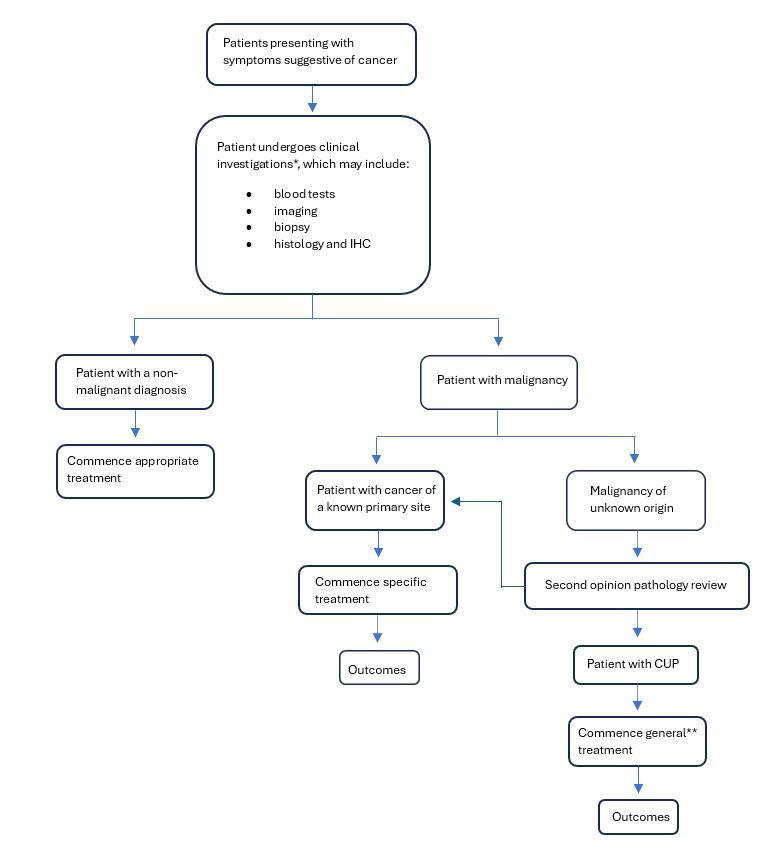 Patients presenting with
symptoms suggestive of cancer
Patient undergoes clinical
investigations*, which may include:
• blood tests
• imaging
• biopsy
• histology and IHC
Patient with a non-
malignant diagnosis
Patient with malignancy
Commence appropriate
treatment
Patient with cancer of
a known primary site
Malignancy of
unknown origin
Commence specific
treatment
Second opinion pathology review
Outcomes
Patient with CUP
Commence general**
treatment
Outcomes